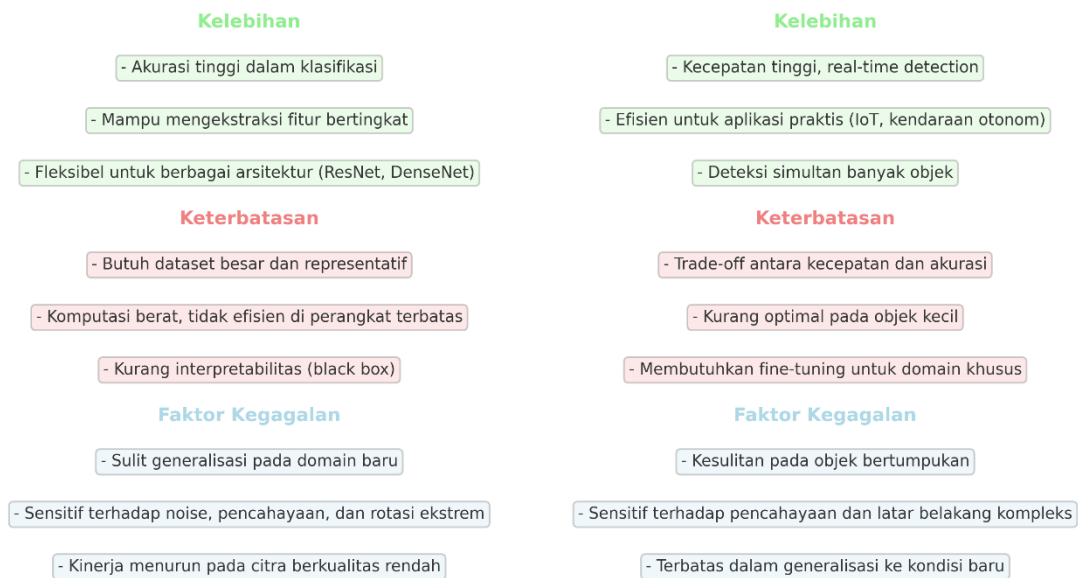 Kelebihan
- Akurasi tinggi dalam klasifikasi
- Mampu mengekstraksi fitur bertingkat
- Fleksibel untuk berbagai arsitektur (ResNet, DenseNet)
Keterbatasan
- Butuh dataset besar dan representatif
- Komputasi berat, tidak efisien di perangkat terbatas
- Kurang interpretabilitas (black box)
Faktor Kegagalan
- Sulit generalisasi pada domain baru
- Sensitif terhadap noise, pencahayaan, dan rotasi ekstrem
- Kinerja menurun pada citra berkualitas rendah
Kelebihan
- Kecepatan tinggi, real-time detection
- Efisien untuk aplikasi praktis (IoT, kendaraan otonom)
- Deteksi simultan banyak objek
Keterbatasan
- Trade-off antara kecepatan dan akurasi
- Kurang optimal pada objek kecil
- Membutuhkan fine-tuning untuk domain khusus
Faktor Kegagalan
- Kesulitan pada objek bertumpukan
- Sensitif terhadap pencahayaan dan latar belakang kompleks
- Terbatas dalam generalisasi ke kondisi baru